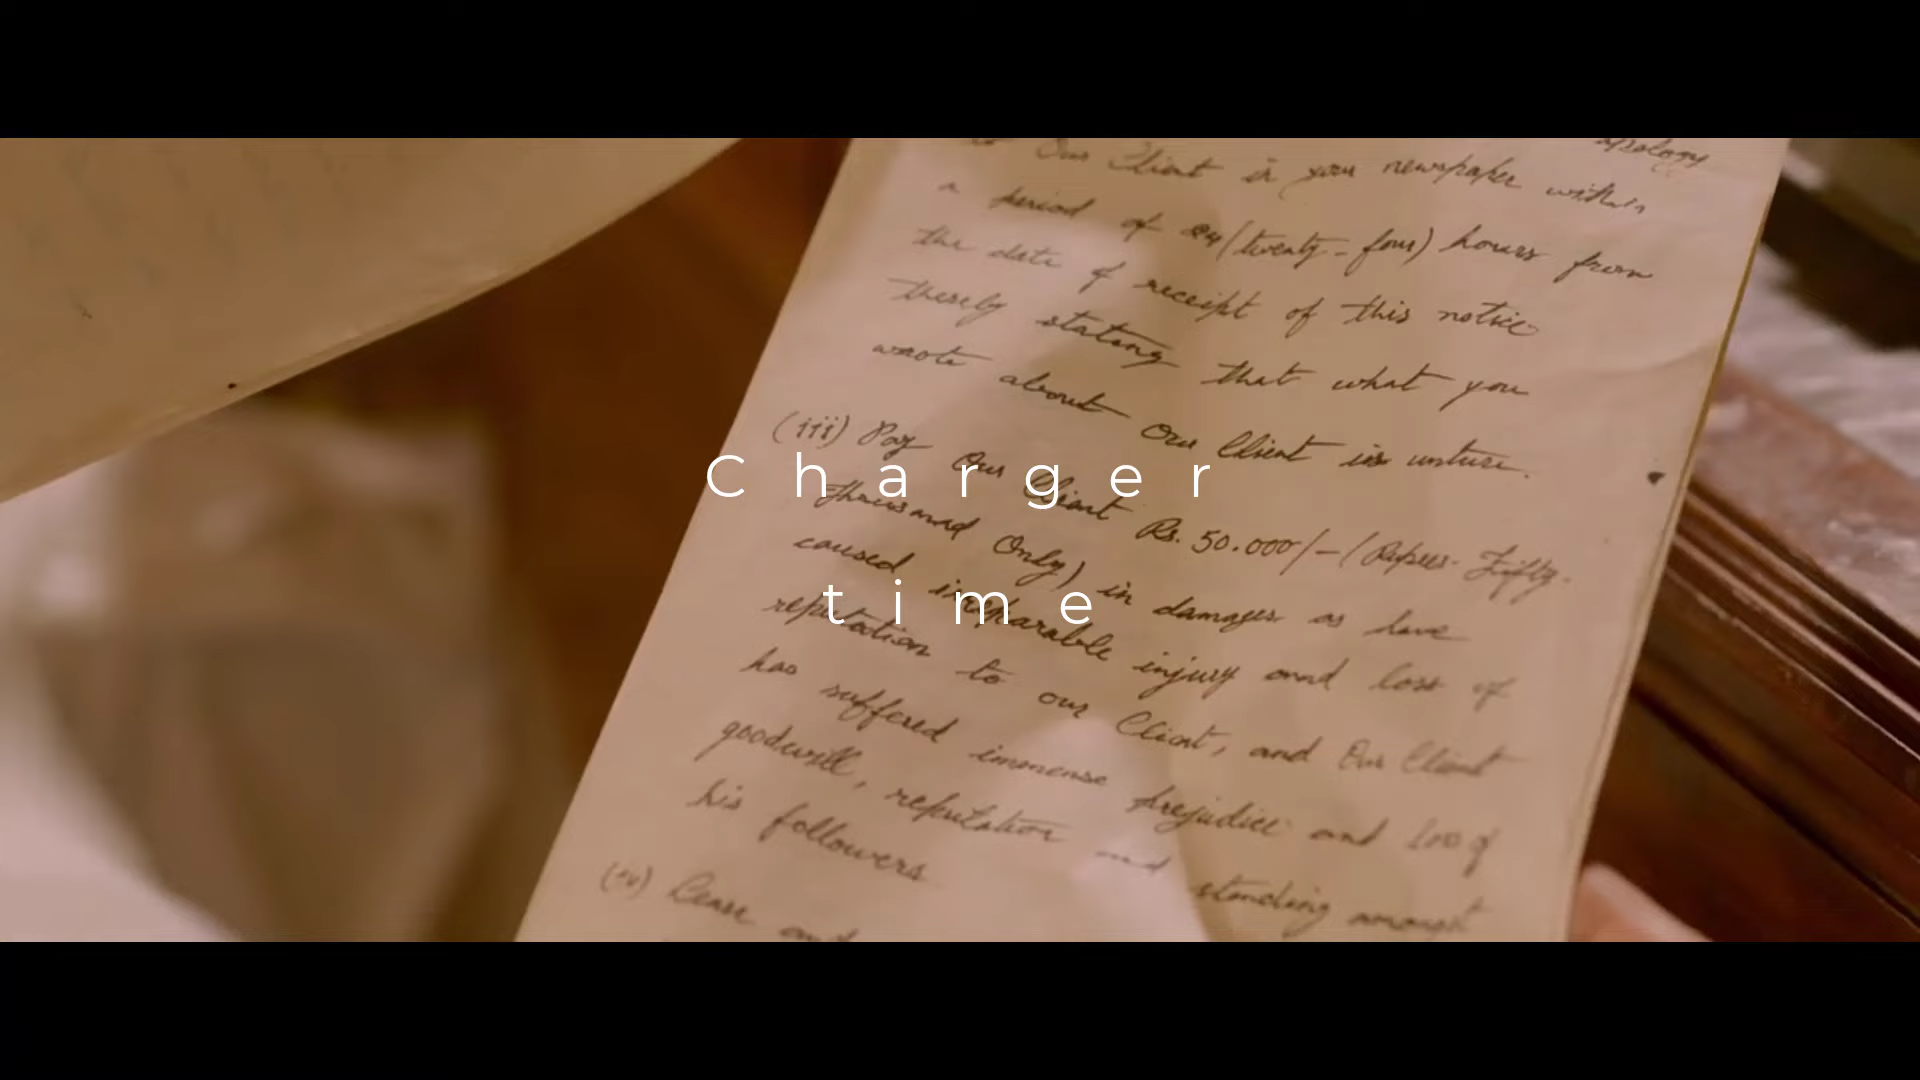 apology
to Our Client in your newspaper within
a period of 24 (twenty-four) hours from
the date of receipt of this notice
thereby stating that what you
wrote about Our Client is untrue.
(iii) Pay Our Client Rs. 50.000/- (Rupees Fifty
Thousand Only) in damages as have
caused irreparable injury and loss of
reputation to our Client, and Our Client
has suffered immense prejudice and loss of
goodwill, reputation and standing amongst
his followers
(iv) Cease and
Charger
time